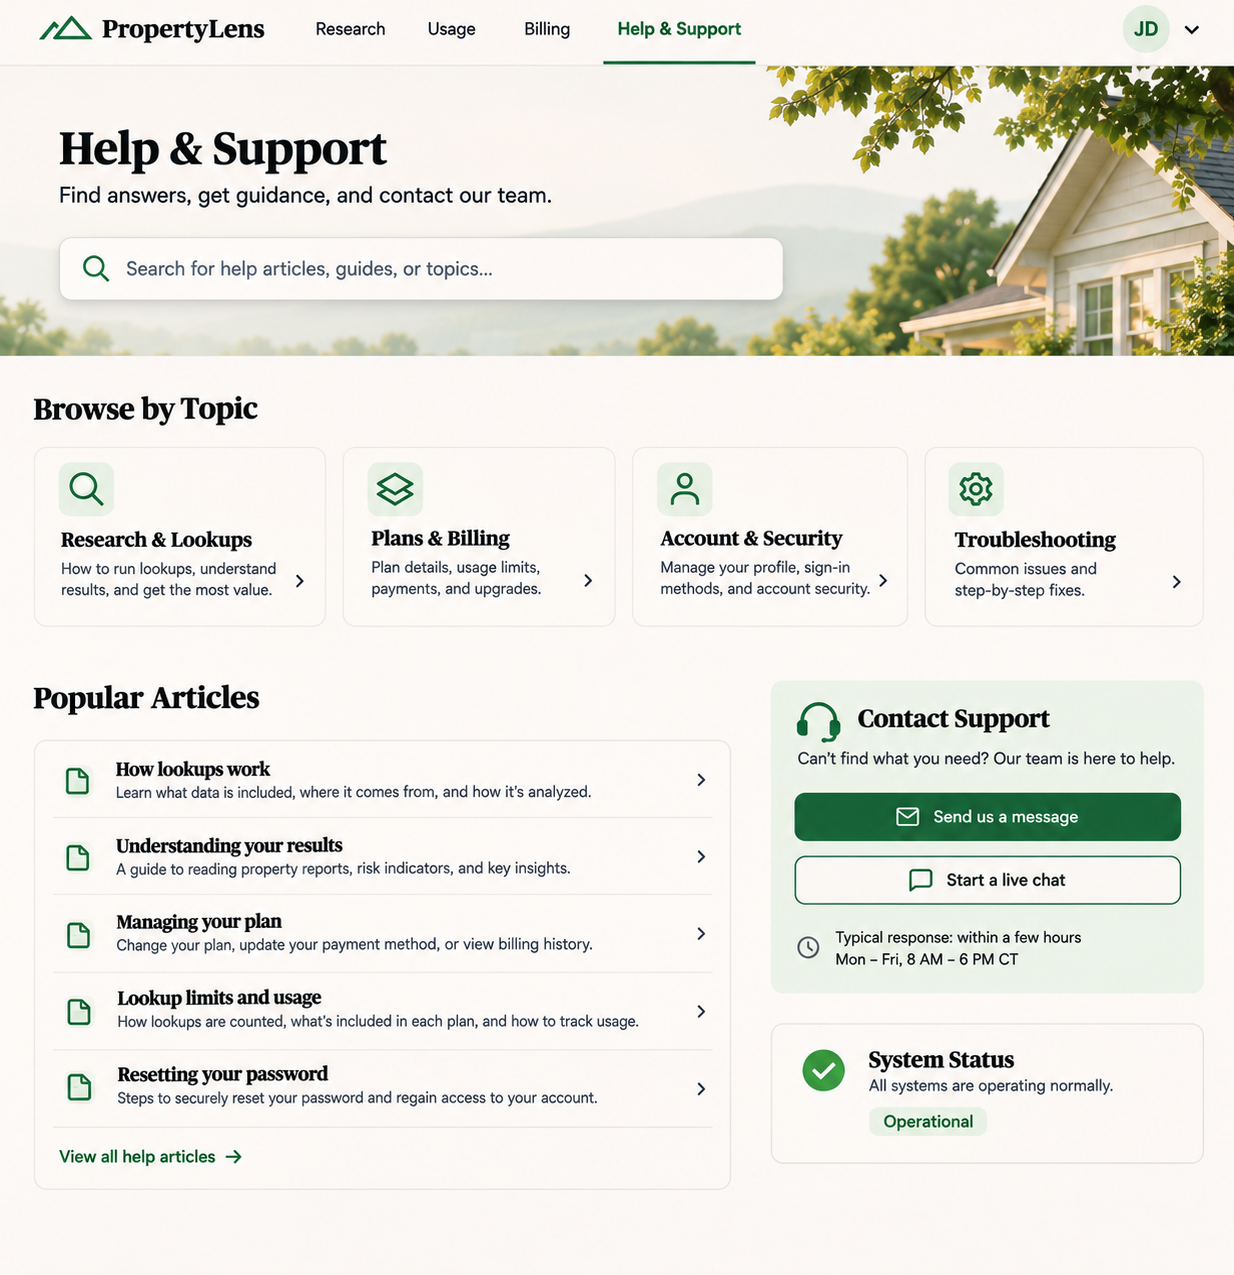 PropertyLens
Research
Usage
Billing
Help & Support
JD
Help & Support
Find answers, get guidance, and contact our team.
Search for help articles, guides, or topics...
Browse by Topic
Research & Lookups
How to run lookups, understand
results, and get the most value.
Plans & Billing
Plan details, usage limits,
payments, and upgrades.
Account & Security
Manage your profile, sign-in
methods, and account security.
Troubleshooting
Common issues and
step-by-step fixes.
Popular Articles
How lookups work
Learn what data is included, where it comes from, and how it's analyzed.
Understanding your results
A guide to reading property reports, risk indicators, and key insights.
Managing your plan
Change your plan, update your payment method, or view billing history.
Lookup limits and usage
How lookups are counted, what's included in each plan, and how to track usage.
Resetting your password
Steps to securely reset your password and regain access to your account.
View all help articles →
Contact Support
Can't find what you need? Our team is here to help.
Send us a message
Start a live chat
Typical response: within a few hours
Mon – Fri, 8 AM – 6 PM CT
System Status
All systems are operating normally.
Operational